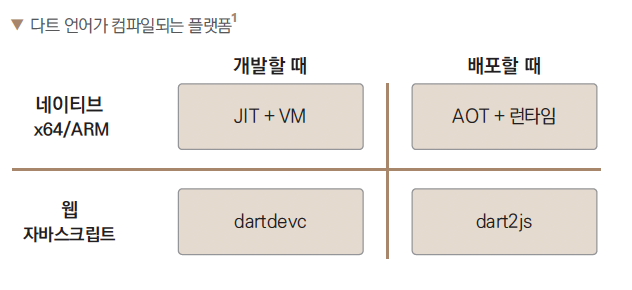 ▼ 다트 언어가 컴파일되는 플랫폼1
개발할 때 배포할 때
네이티브
x64/ARM
JIT + VM AOT + 런타임
웹
자바스크립트
dartdevc dart2js